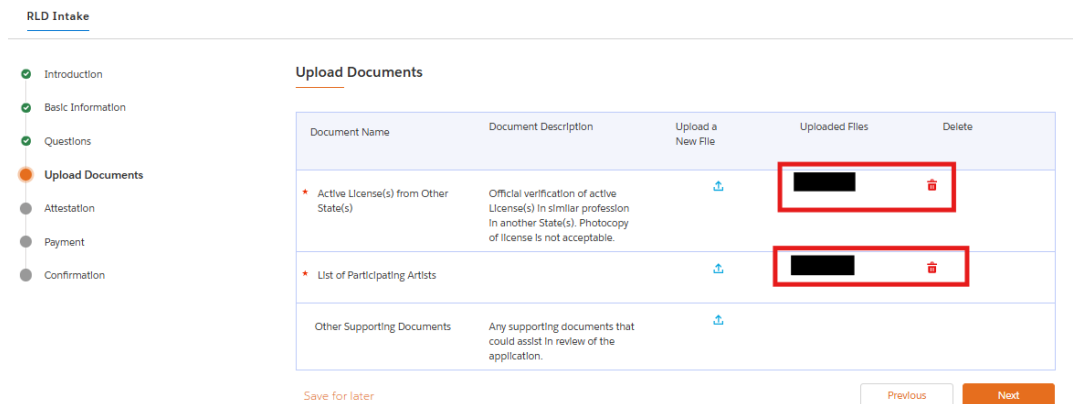 RLD Intake
Introduction
Basic Information
Questions
Upload Documents
Attestation
Payment
Confirmation
Upload Documents
Document Name
Document Description
Upload a
New File
Uploaded Files
Delete
* Active License(s) from Other
State(s)
Official verification of active
License(s) in similar profession
in another State(s). Photocopy
of license is not acceptable.
* List of Participating Artists
Other Supporting Documents
Any supporting documents that
could assist in review of the
application.
Save for later
Previous
Next